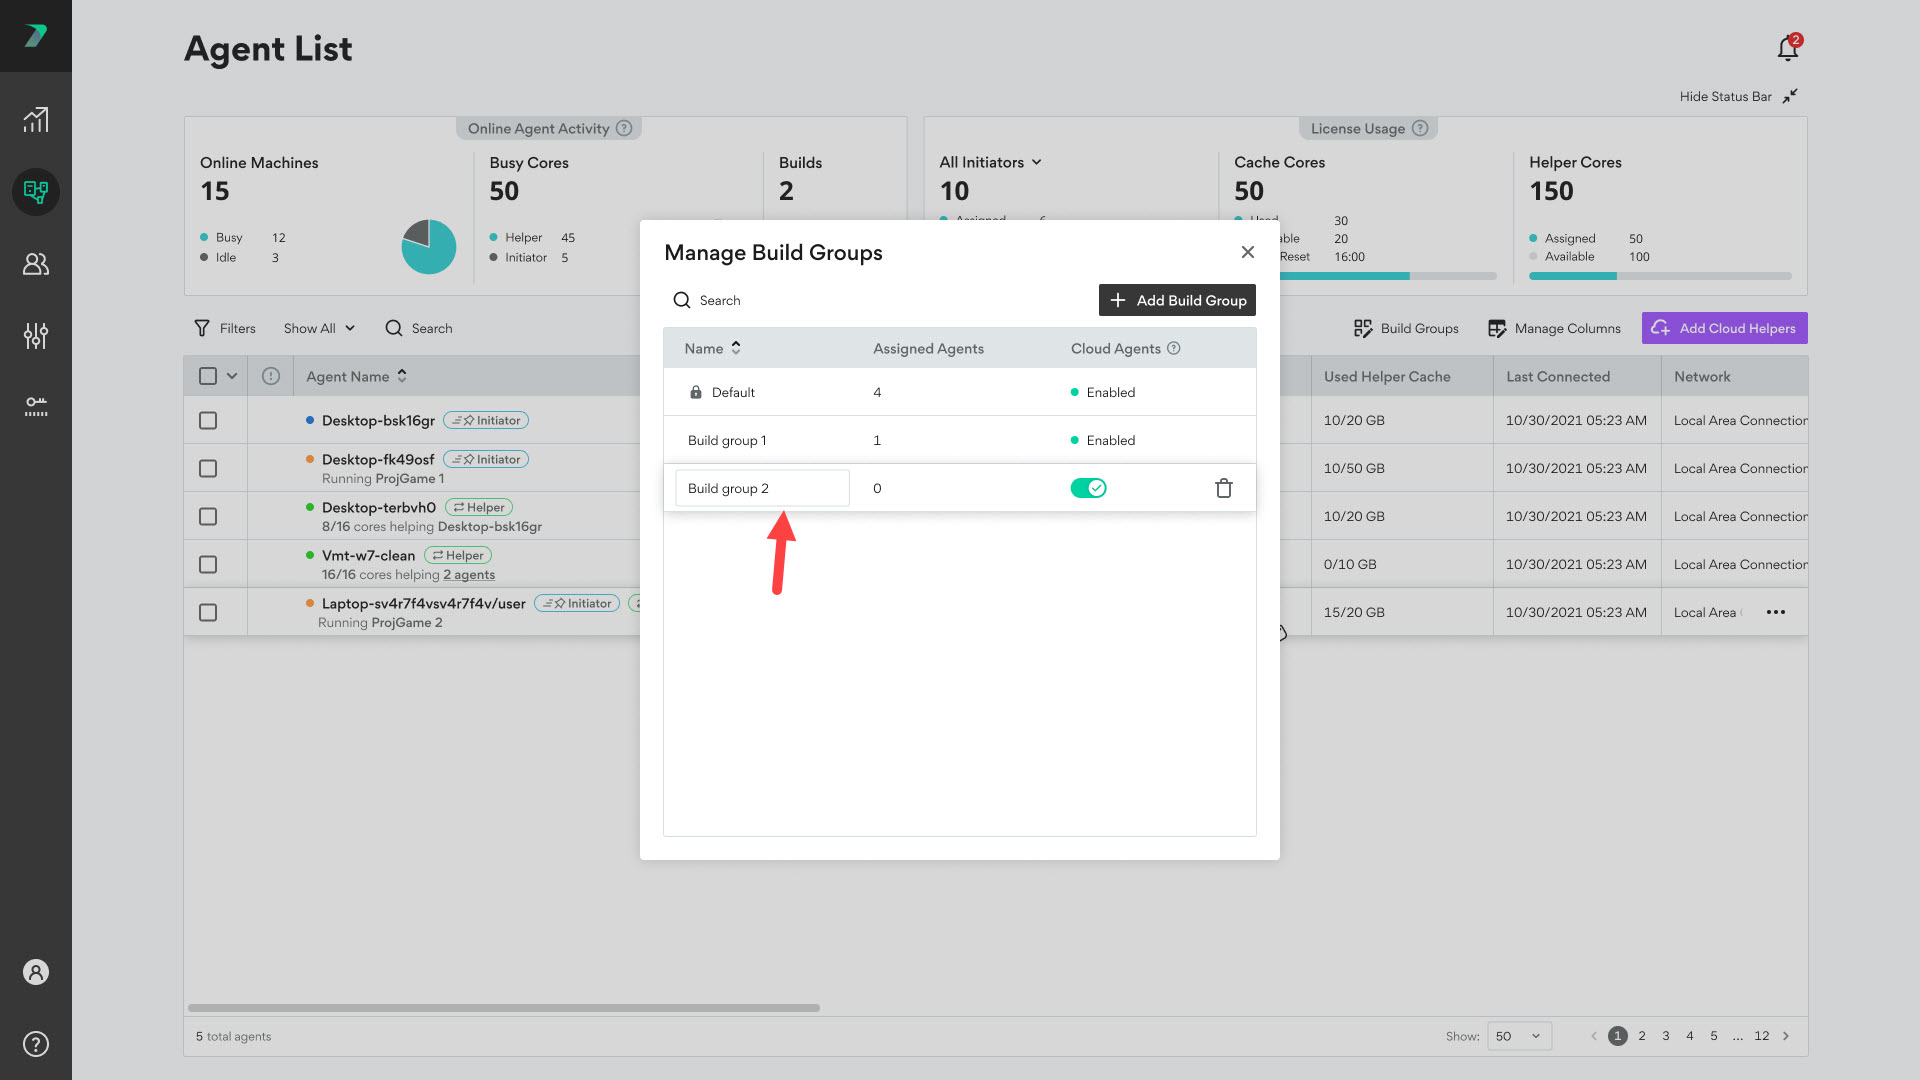 Agent List
2
Hide Status Bar
Online Agent Activity ?
License Usage ?
Online Machines
15
Busy 12
Idle 3
Busy Cores
50
Helper 45
Initiator 5
Builds
2
All Initiators
10
Assigned 6
Cache Cores
50
Used 30
able 20
Reset 16:00
Helper Cores
150
Assigned 50
Available 100
Filters Show All Search
Build Groups Manage Columns Add Cloud Helpers
Agent Name Used Helper Cache Last Connected Network
Desktop-bsk16gr Initiator 10/20 GB 10/30/2021 05:23 AM Local Area Connection
Desktop-fk49osf Initiator 10/50 GB 10/30/2021 05:23 AM Local Area Connection
Running ProjGame 1
Desktop-terbvh0 Helper 10/20 GB 10/30/2021 05:23 AM Local Area Connection
8/16 cores helping Desktop-bsk16gr
Vmt-w7-clean Helper 0/10 GB 10/30/2021 05:23 AM Local Area Connection
16/16 cores helping 2 agents
Laptop-sv4r7f4vsv4r7f4v/user Initiator 15/20 GB 10/30/2021 05:23 AM Local Area
Running ProjGame 2
Manage Build Groups
Search
Add Build Group
Name Assigned Agents Cloud Agents ?
Default 4 Enabled
Build group 1 1 Enabled
Build group 2 0
5 total agents
Show: 50
1 2 3 4 5 ... 12